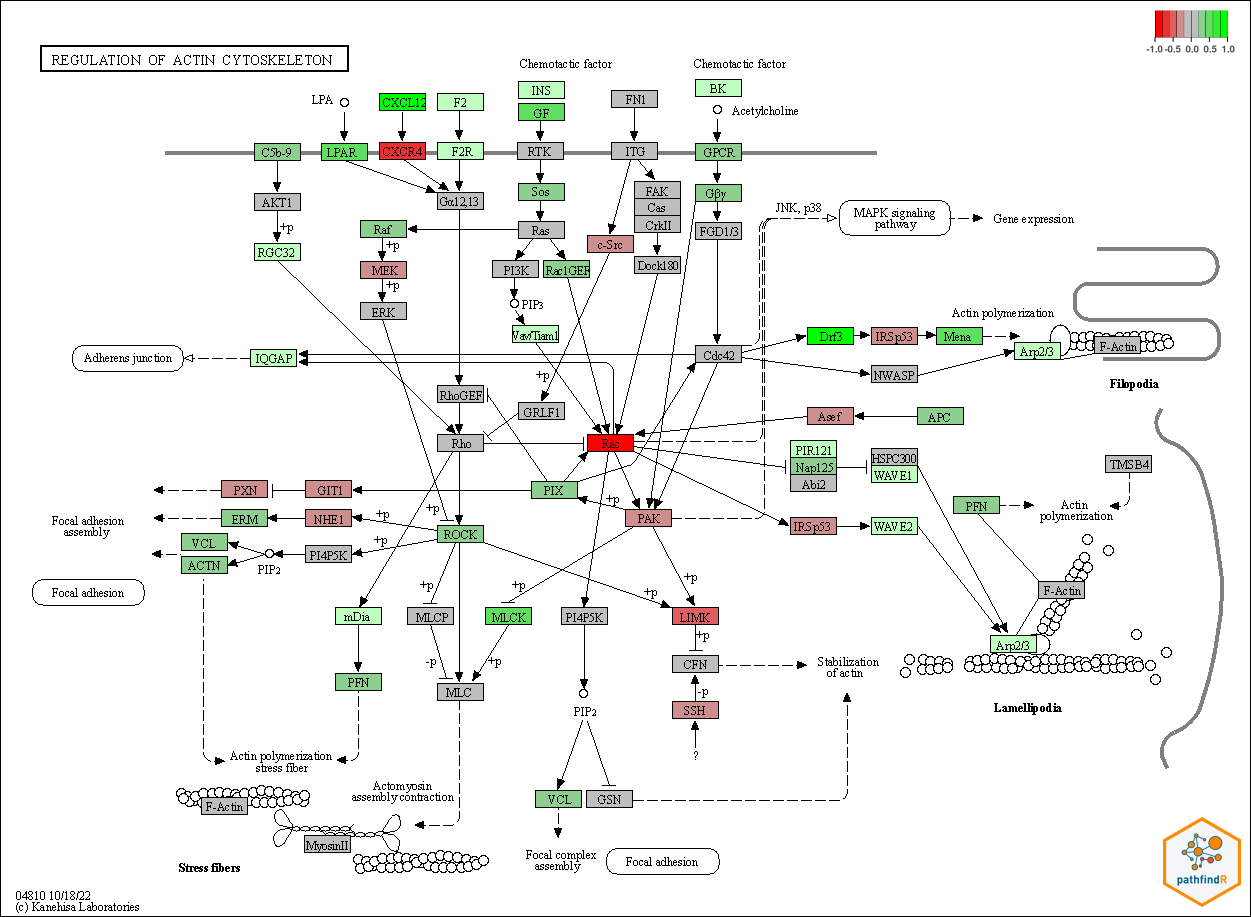 -1.0 -0.5 0.0 0.5 1.0
REGULATION OF ACTIN CYTOSKELETON
Chemotactic factor
Chemotactic factor
LPA
CXCL12
F2
INS
GF
FN1
BK
Acetylcholine
C5b-9
LPAR
CXCR4
F2R
RTK
ITG
GPCR
AKT1
Gα12,13
Sos
FAK
Cas
CrkII
Gβγ
JNK, p38
MAPK signaling
pathway
Gene expression
+p
Raf
Ras
FGD1/3
RGC32
+p
c-Src
MEK
PI3K
Rac1GEF
Dock180
+p
ERK
PIP3
Vav/Tiam1
Actin polymerization
Drf3
IRSp53
Mena
Arp2/3
F-Actin
Adherens junction
IQGAP
Cdc42
NWASP
Filopodia
+p
RhoGEF
GRLF1
Asef
APC
Rho
Rac
PIR121
Nap125
Abi2
HSPC300
WAVE1
TMSB4
PXN
GIT1
PIX
+p
PFN
Actin
polymerization
Focal adhesion
assembly
ERM
NHE1
+p
+p
PAK
IRSp53
WAVE2
VCL
ACTN
PIP2
PI4P5K
+p
ROCK
Focal adhesion
+p
+p
+p
+p
F-Actin
mDia
MLCP
MLCK
PI4P5K
LIMK
+p
Arp2/3
-p
+p
CFN
Stabilization
of actin
PFN
MLC
-p
SSH
PIP2
Lamellipodia
?
Actin polymerization
stress fiber
Actomyosin
assembly contraction
F-Actin
VCL
GSN
MyosinII
Focal complex
assembly
Focal adhesion
Stress fibers
pathfindR
04810 10/18/22
(c) Kanehisa Laboratories